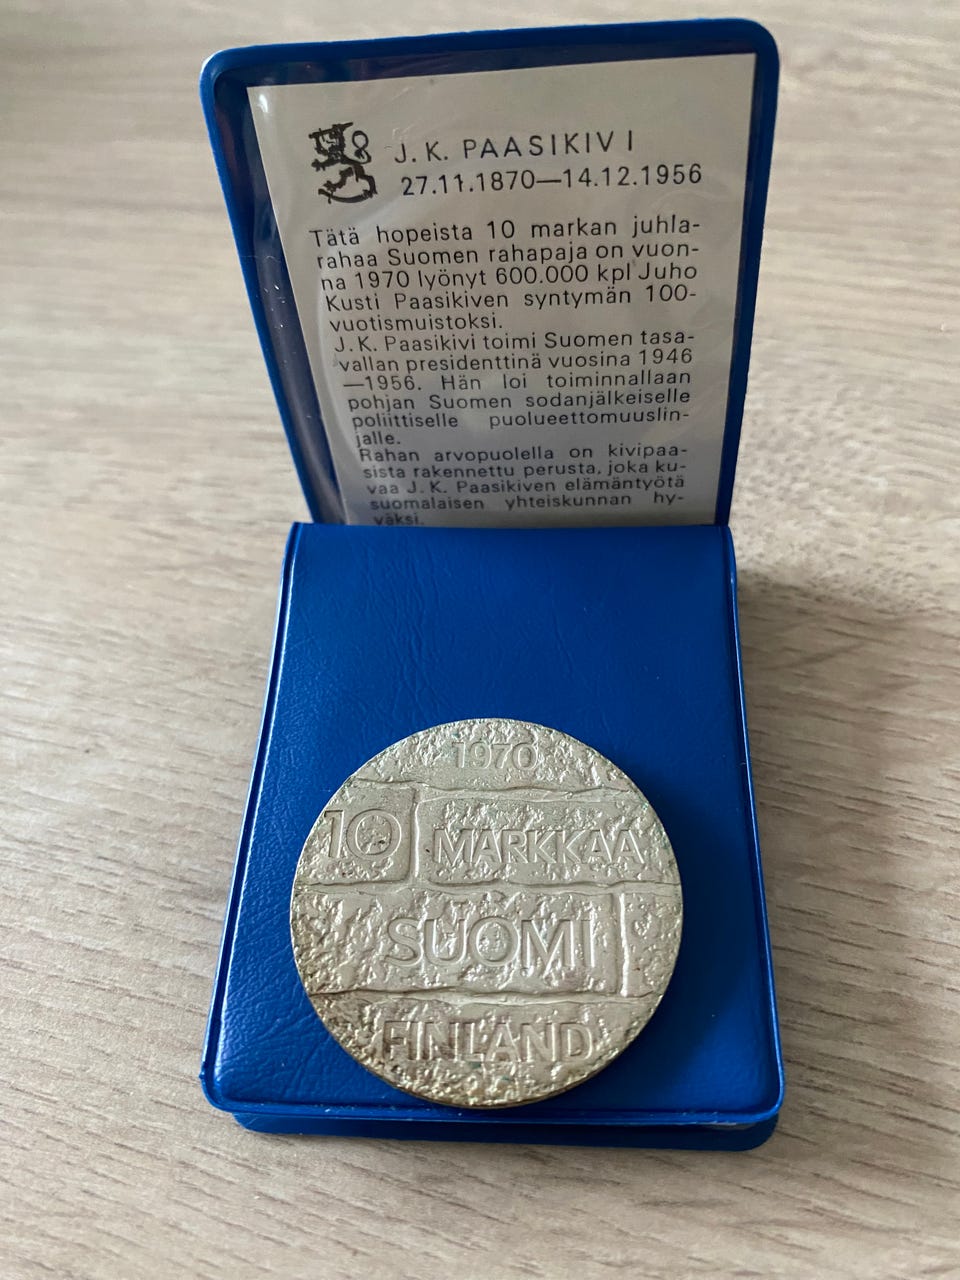 J. K. PAASIKIVI
27.11.1870—14.12.1956
Tätä hopeista 10 markan juhla-
rahaa Suomen rahapaja on vuon-
na 1970 lyönyt 600.000 kpl Juho
Kusti Paasikiven syntymän 100-
vuotismuistoksi.
J. K. Paasikivi toimi Suomen tasa-
vallan presidenttinä vuosina 1946
—1956. Hän loi toiminnallaan
pohjan Suomen sodanjälkeiselle
poliittiselle puolueettomuuslin-
jalle.
Rahan arvopuolella on kivipaa-
sista rakennettu perusta, joka ku-
vaa J. K. Paasikiven elämäntyötä
suomalaisen yhteiskunnan hy-
väksi.
1970
10 MARKKAA
SUOMI
FINLAND